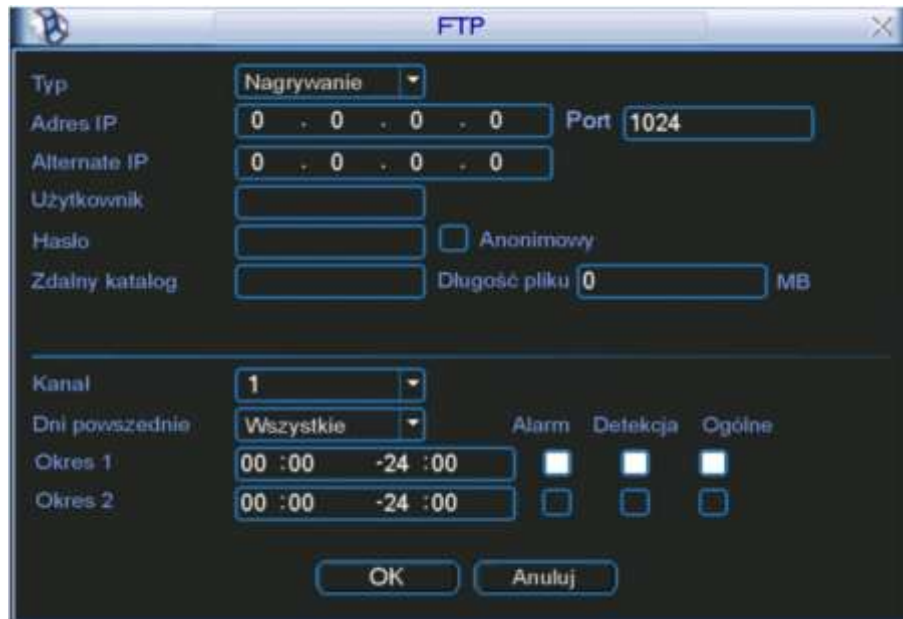 FTP
Typ Nagrywanie
Adres IP 0 . 0 . 0 . 0 Port 1024
Alternate IP 0 . 0 . 0 . 0
Użytkownik
Hasło Anonimowy
Zdalny katalog Długość pliku 0 MB
Kanał 1
Dni powszednie Wszystkie Alarm Detekcja Ogólne
Okres 1 00 :00 -24 :00
Okres 2 00 :00 -24 :00
OK Anuluj